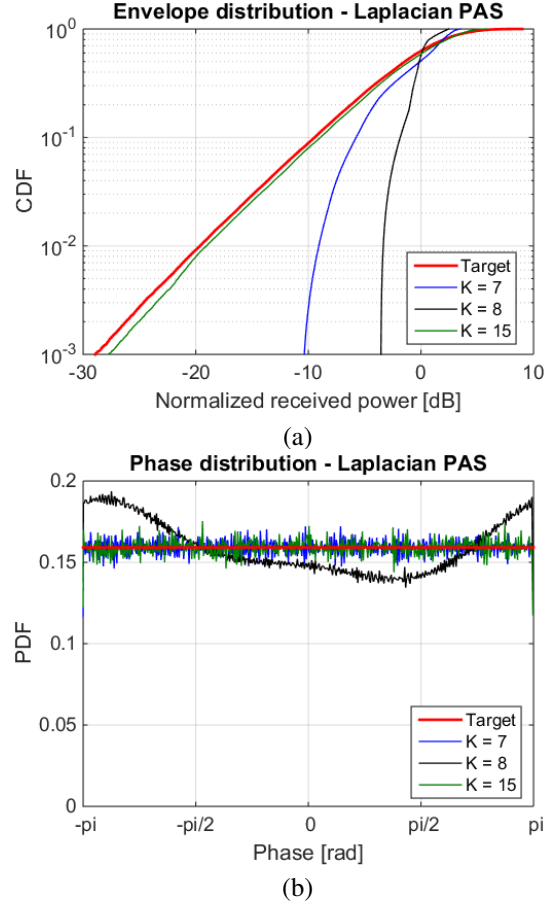 Envelope distribution - Laplacian PAS
10^0
10^-1
10^-2
10^-3
CDF
Target
K = 7
K = 8
K = 15
-30 -20 -10 0 10
Normalized received power [dB]
(a)
Phase distribution - Laplacian PAS
0.2
0.15
0.1
0.05
0
PDF
Target
K = 7
K = 8
K = 15
-pi -pi/2 0 pi/2 pi
Phase [rad]
(b)